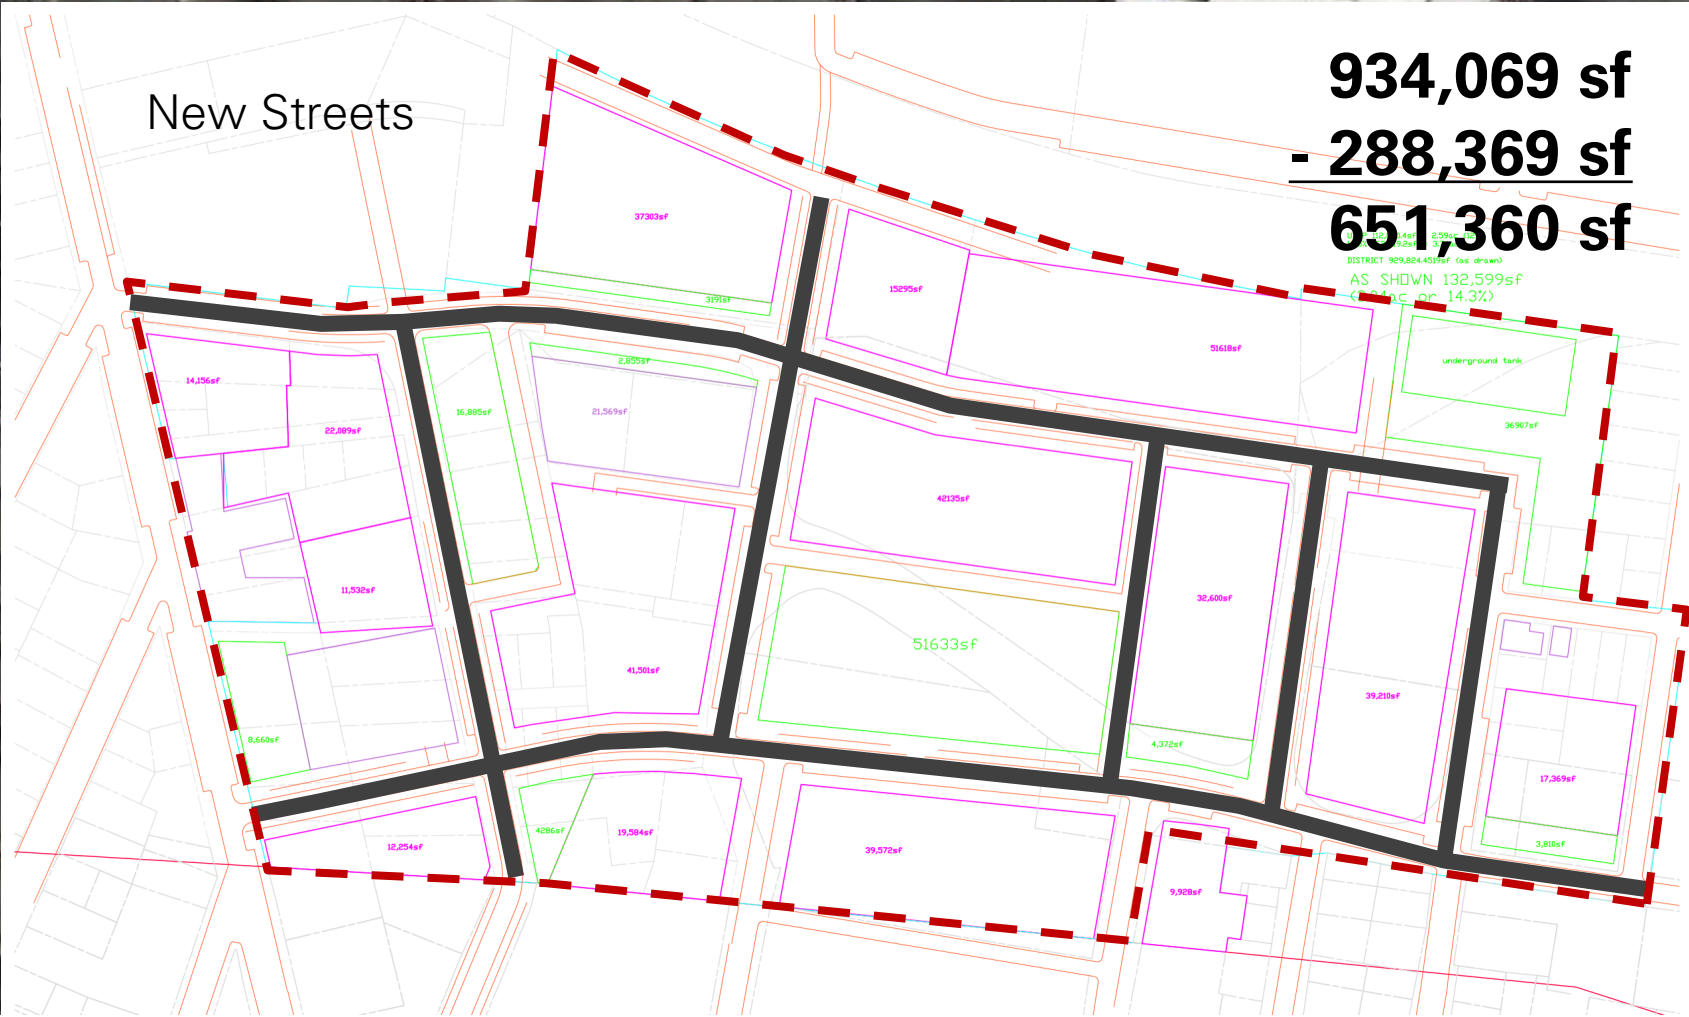 New Streets
934,069 sf
- 288,369 sf
651,360 sf
DISTRICT 929,824.4519sf (as drawn)
AS SHOWN 132,599sf
37303sf
3191sf
15295sf
51618sf
underground tank
36907sf
14,156sf
22,089sf
16,885sf
2,895sf
21,569sf
42135sf
11,532sf
32,600sf
51633sf
41,501sf
39,210sf
8,660sf
4,372sf
17,369sf
12,254sf
4286sf
19,584sf
39,572sf
3,810sf
9,928sf